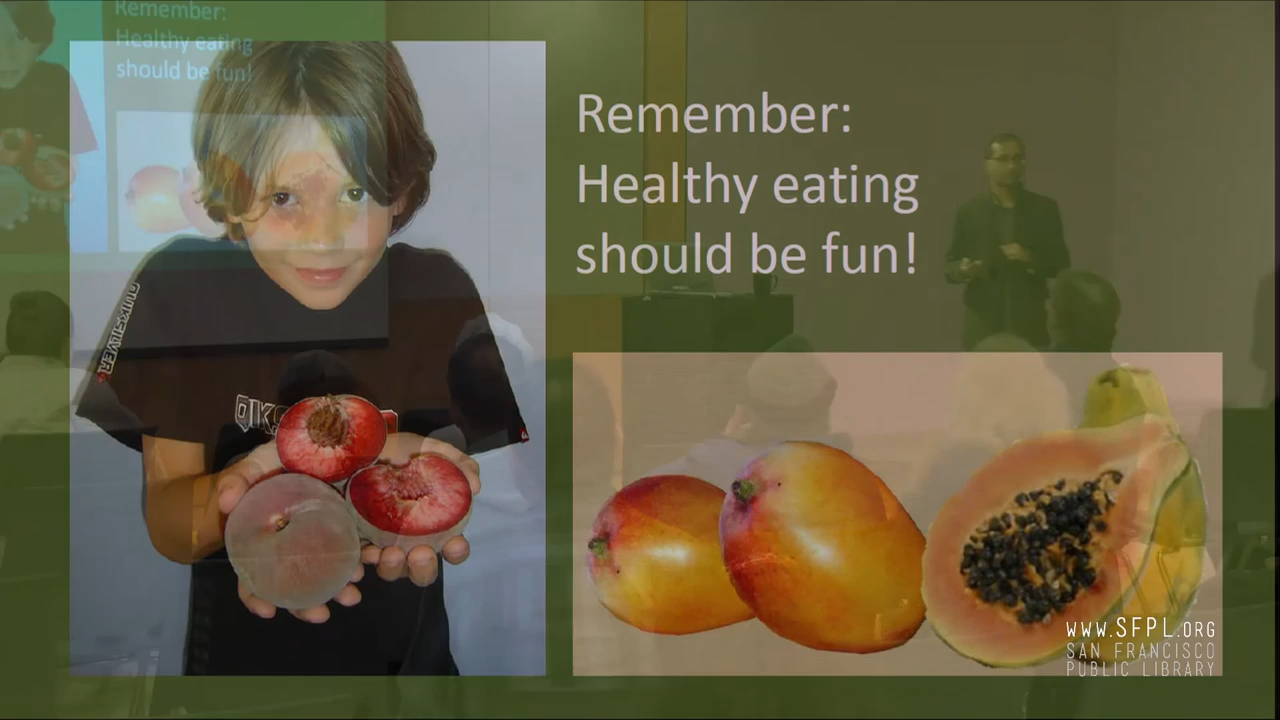 Remember:
Healthy eating
should be fun!
Remember:
Healthy eating
should be fun!
QUIKSILVER
www.SFPL.ORG
SAN FRANCISCO
PUBLIC LIBRARY